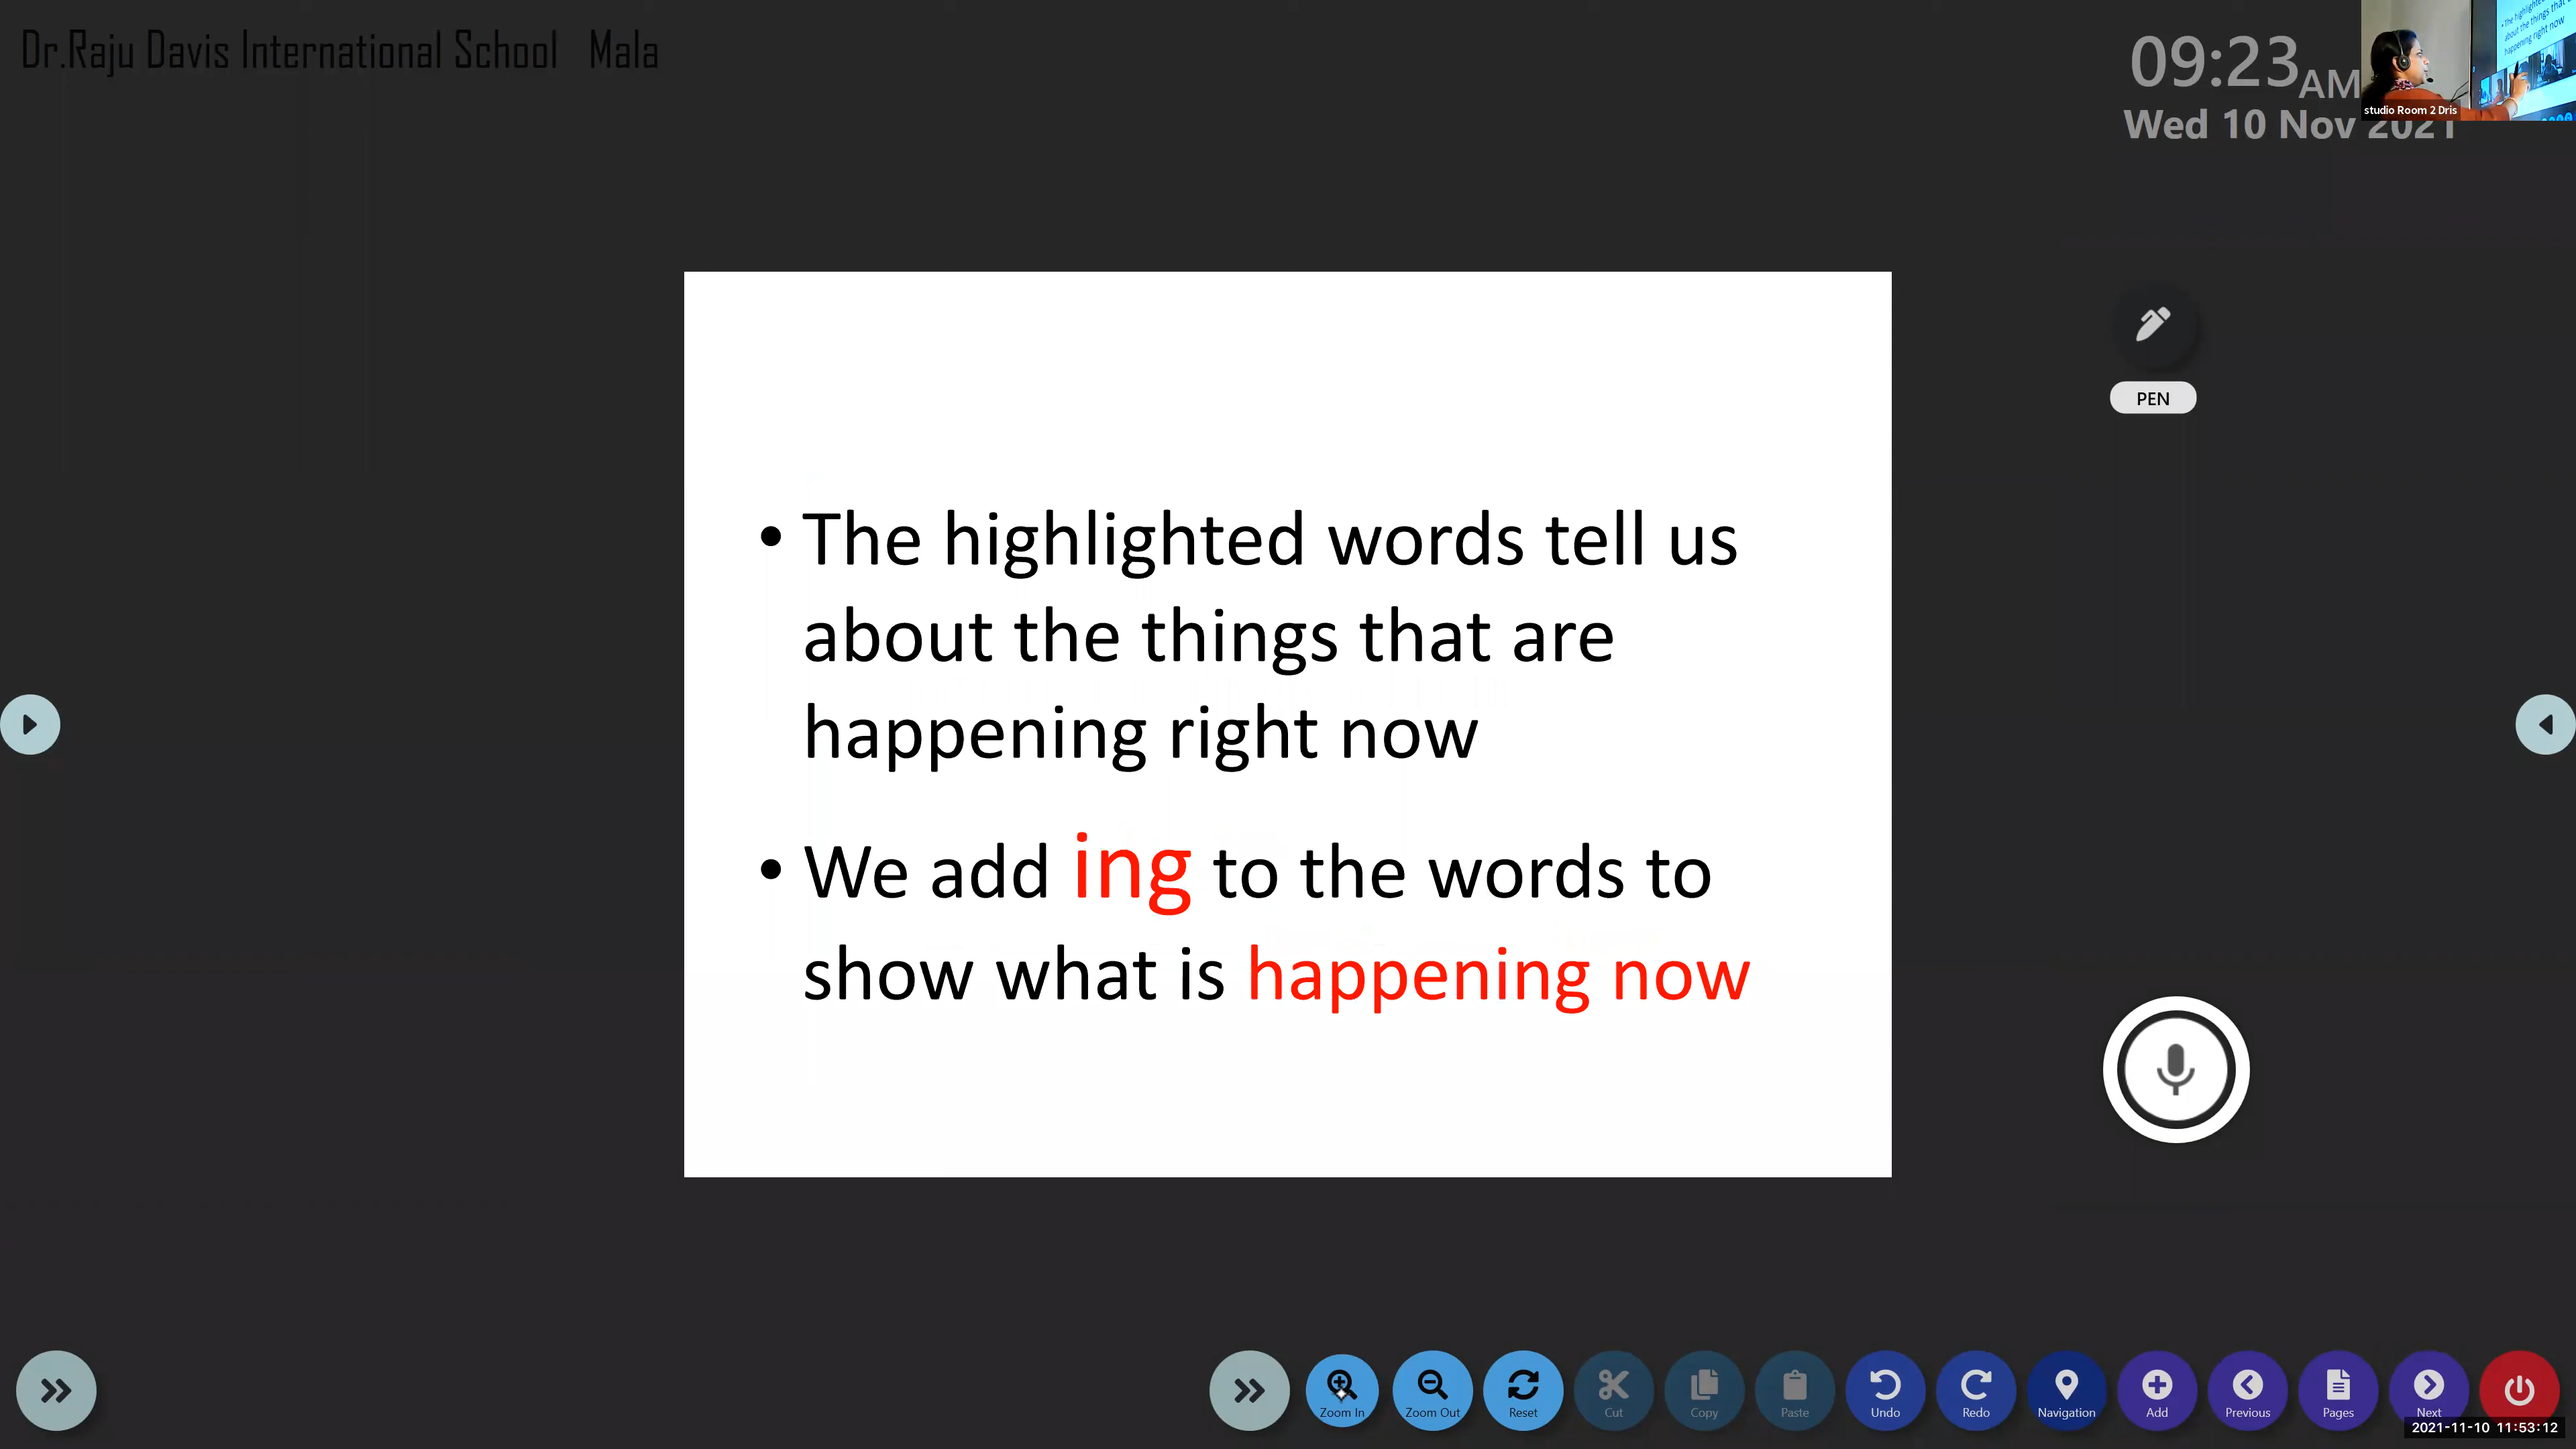 Dr.Raju Davis International School Mala
09:23AM
Wed 10 Nov 2021
studio Room 2 Dris
PEN
• The highlighted words tell us
about the things that are
happening right now
• We add ing to the words to
show what is happening now
Zoom In
Zoom Out
Reset
Cut
Copy
Paste
Undo
Redo
Navigation
Add
Previous
Pages
Next
2021-11-10 11:53:12